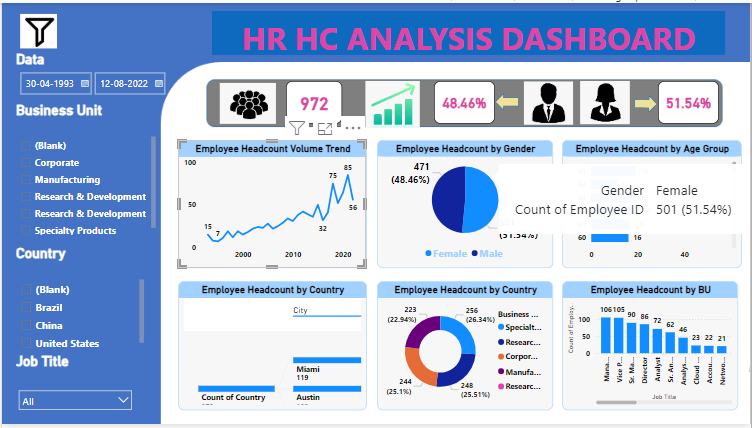 HR HC ANALYSIS DASHBOARD
Data
30-04-1993
12-08-2022
Business Unit
(Blank)
Corporate
Manufacturing
Research & Development
Research & Development
Specialty Products
Country
(Blank)
Brazil
China
United States
Job Title
All
972
48.46%
51.54%
Employee Headcount Volume Trend
100
50
0
15
7
32
75
85
56
2000
2010
2020
Employee Headcount by Gender
471
(48.46%)
(51.54%)
Female
Male
Gender Female
Count of Employee ID 501 (51.54%)
Employee Headcount by Age Group
60
16
0
20
40
Employee Headcount by Country
City
Miami
119
Count of Country
Austin
Employee Headcount by Country
223
(22.94%)
256
(26.34%)
244
(25.1%)
248
(25.51%)
Business ...
Specialt...
Researc...
Corpor...
Manufa...
Researc...
Employee Headcount by BU
Count of Employ...
100
50
0
106
105
90
86
72
62
46
23
22
21
Mana...
Vice P...
Sr. Ma...
Director
Analyst
Sr. An...
Analys...
Cloud ...
Accou...
Netwo...
Job Title